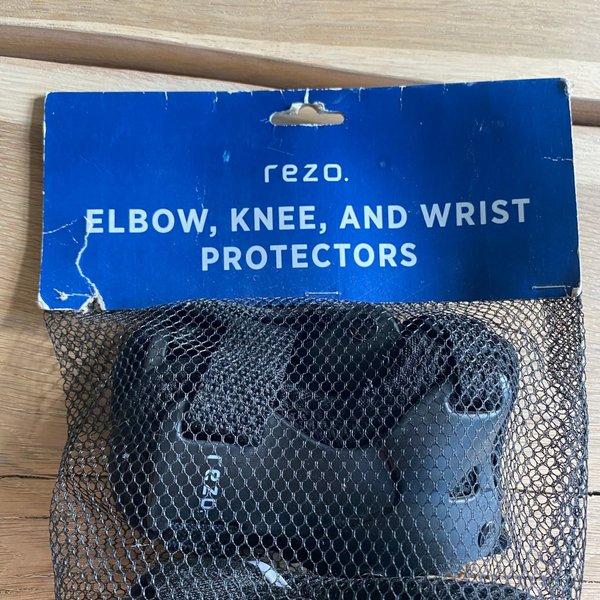 rezo.
ELBOW, KNEE, AND WRIST
PROTECTORS
rezo